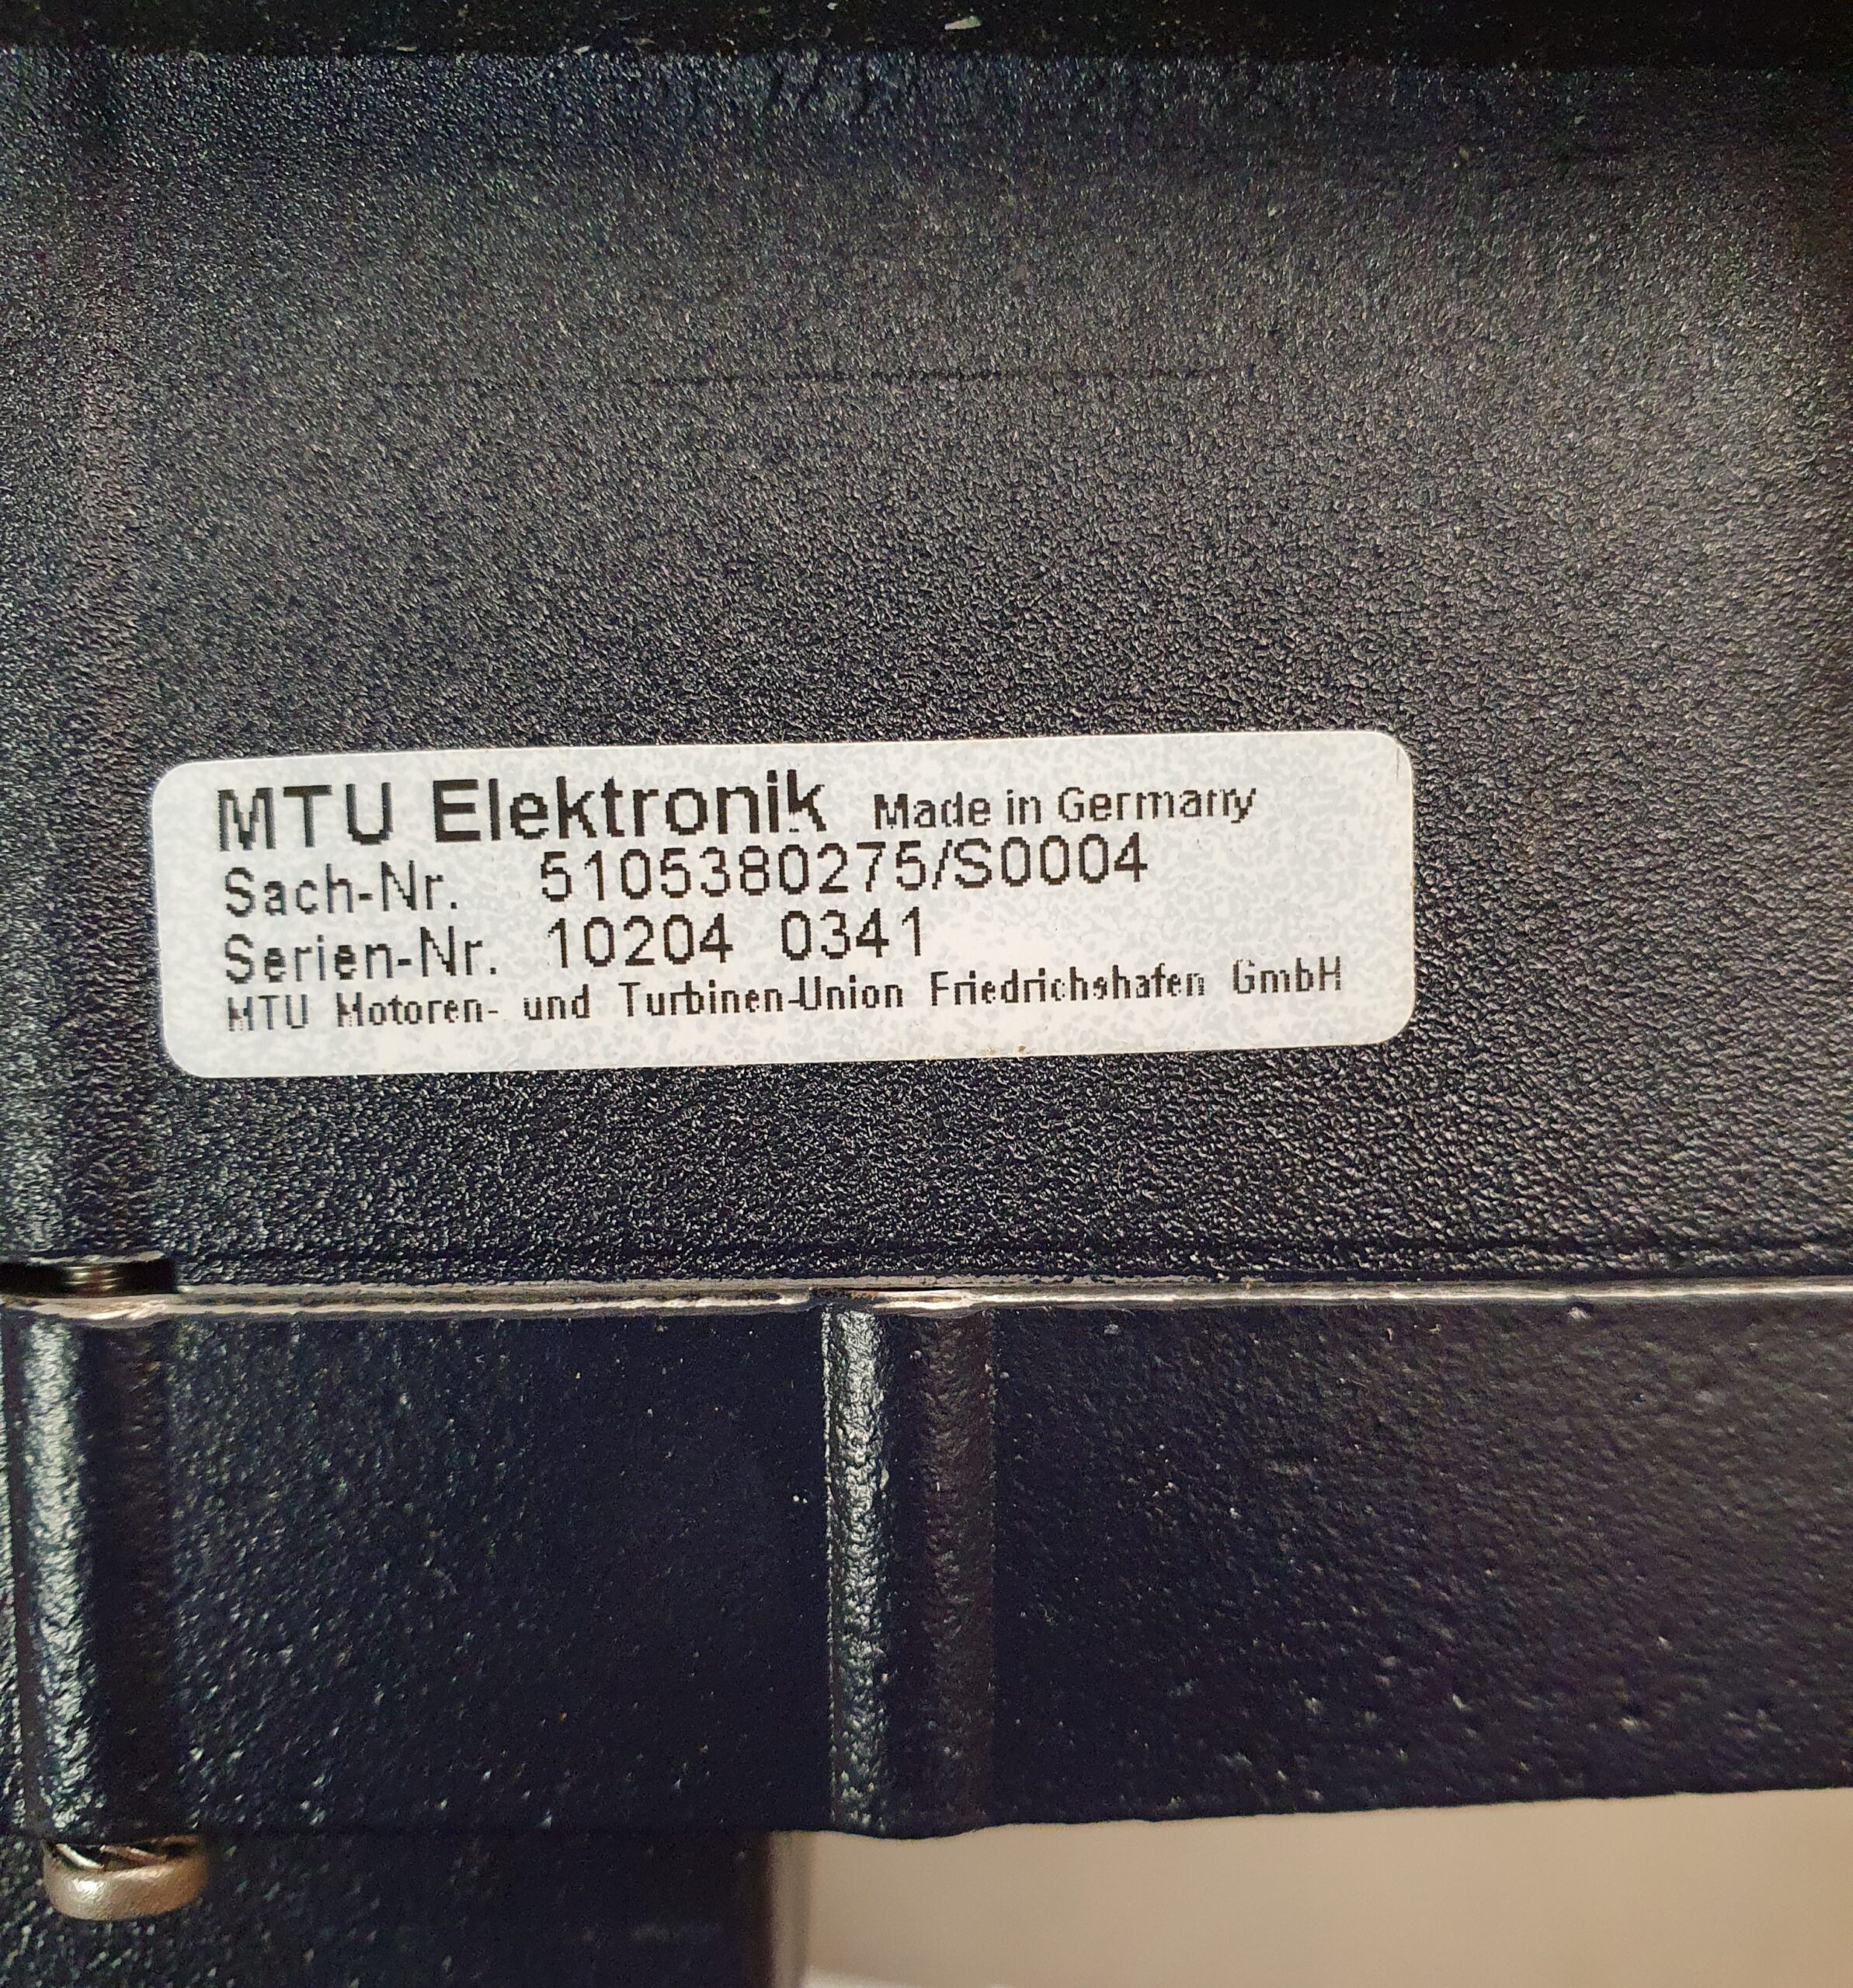 MTU Elektronik Made in Germany
Sach-Nr. 5105380275/S0004
Serien-Nr. 10204 0341
MTU Motoren- und Turbinen-Union Friedrichshafen GmbH